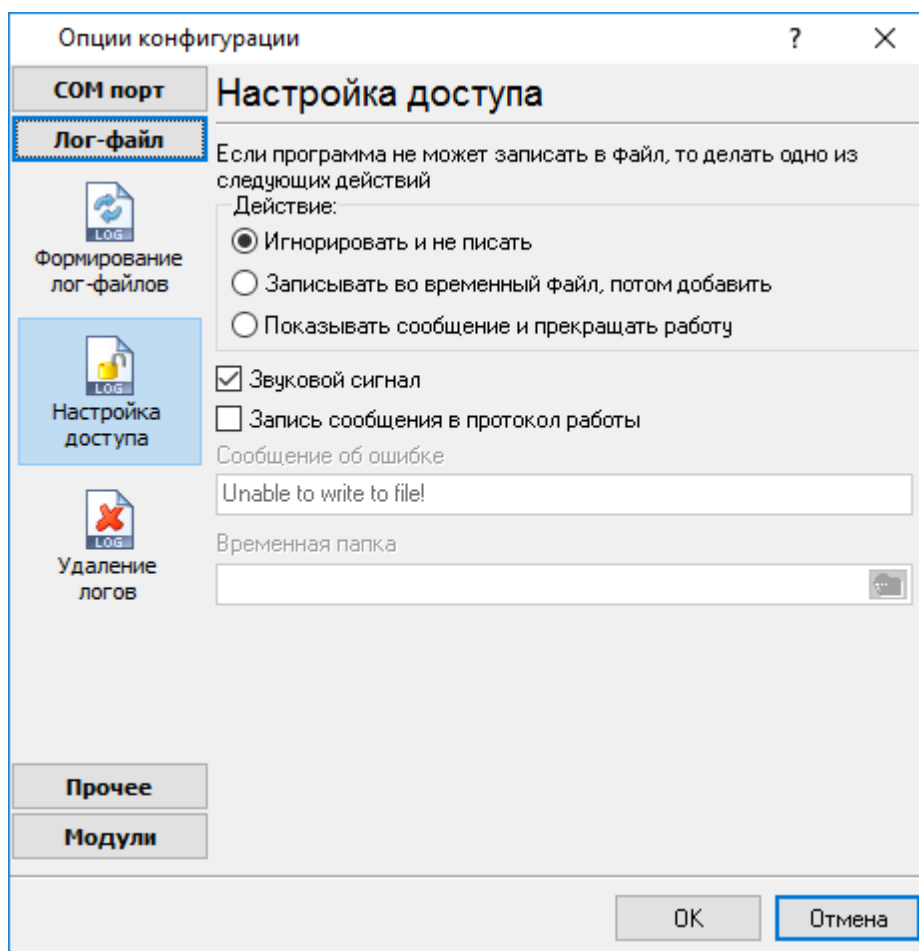 Опции конфигурации
?
COM порт
Лог-файл
LOG
Формирование
лог-файлов
LOG
Настройка
доступа
LOG
Удаление
логов
Прочее
Модули
Настройка доступа
Если программа не может записать в файл, то делать одно из
следующих действий
Действие:
Игнорировать и не писать
Записывать во временный файл, потом добавить
Показывать сообщение и прекращать работу
Звуковой сигнал
Запись сообщения в протокол работы
Сообщение об ошибке
Unable to write to file!
Временная папка
OK
Отмена